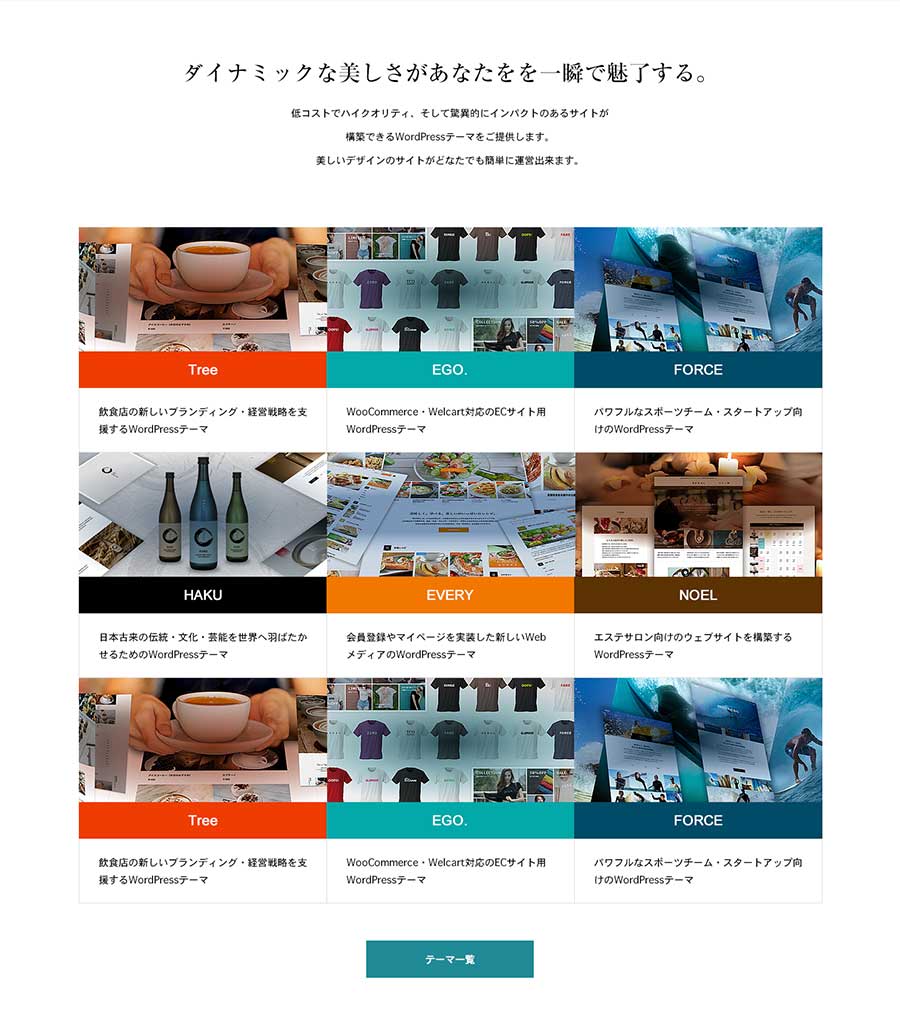 ダイナミックな美しさがあなたをを一瞬で魅了する。
低コストでハイクオリティ、そして驚異的にインパクトのあるサイトが
構築できるWordPressテーマをご提供します。
美しいデザインのサイトがどなたでも簡単に運営出来ます。
Tree
EGO.
FORCE
飲食店の新しいブランディング・経営戦略を支
援するWordPressテーマ
WooCommerce・Welcart対応のECサイト用
WordPressテーマ
パワフルなスポーツチーム・スタートアップ向
けのWordPressテーマ
HAKU
EVERY
NOEL
日本古来の伝統・文化・芸能を世界へ羽ばたか
せるためのWordPressテーマ
会員登録やマイページを実装した新しいWeb
メディアのWordPressテーマ
エステサロン向けのウェブサイトを構築する
WordPressテーマ
Tree
EGO.
FORCE
飲食店の新しいブランディング・経営戦略を支
援するWordPressテーマ
WooCommerce・Welcart対応のECサイト用
WordPressテーマ
パワフルなスポーツチーム・スタートアップ向
けのWordPressテーマ
テーマ一覧